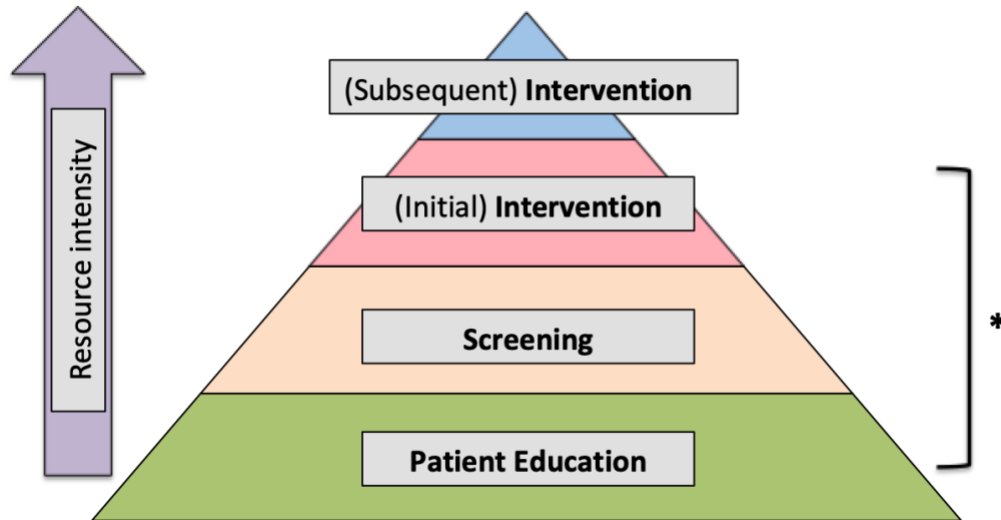 (Subsequent) Intervention
(Initial) Intervention
Screening
Patient Education
Resource intensity
*